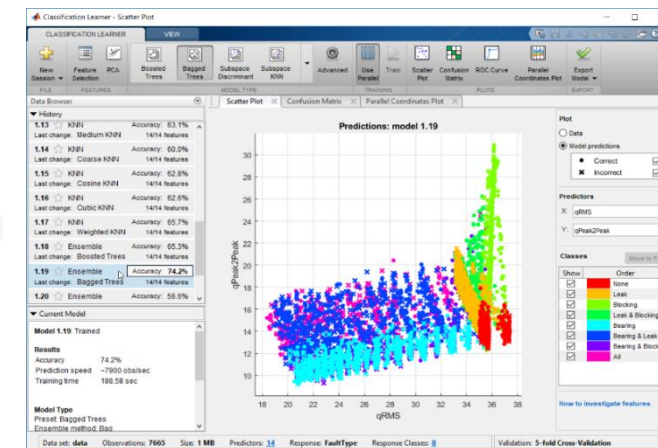 Classification Learner - Scatter Plot
CLASSIFICATION LEARNER VIEW
New Session
Feature Selection
PCA
Boosted Trees
Bagged Trees
Subspace Discriminant
Subspace KNN
Advanced
Use Parallel
Train
Scatter Plot
Confusion Matrix
ROC Curve
Parallel Coordinates Plot
Export Model
FILE FEATURES MODEL TYPE TRAINING PLOTS EXPORT
Data Browser
Scatter Plot Confusion Matrix Parallel Coordinates Plot
History
1.13 KNN Accuracy: 63.1%
Last change: Medium KNN 14/14 features
1.14 KNN Accuracy: 60.0%
Last change: Coarse KNN 14/14 features
1.15 KNN Accuracy: 62.8%
Last change: Cosine KNN 14/14 features
1.16 KNN Accuracy: 62.6%
Last change: Cubic KNN 14/14 features
1.17 KNN Accuracy: 65.7%
Last change: Weighted KNN 14/14 features
1.18 Ensemble Accuracy: 65.3%
Last change: Boosted Trees 14/14 features
1.19 Ensemble Accuracy: 74.2%
Last change: Bagged Trees 14/14 features
1.20 Ensemble Accuracy: 56.6%
Current Model
Model 1.19: Trained
Results
Accuracy 74.2%
Prediction speed ~7900 obs/sec
Training time 188.58 sec
Model Type
Preset: Bagged Trees
Ensemble method: Bag
Predictions: model 1.19
qPeak2Peak
30
28
26
24
22
20
18
16
14
12
10
18 20 22 24 26 28 30 32 34 36 38
qRMS
Plot
Data
Model predictions
Correct
Incorrect
Predictors
X: qRMS
Y: qPeak2Peak
Classes Move to
Show Order
None
Leak
Blocking
Leak & Blocking
Bearing
Bearing & Leak
Bearing &
All
How to investigate features
Data set: data Observations: 7665 Size: 1 MB Predictors: 14 Response: FaultType Response Classes: 8 Validation: 5-fold Cross-Validation